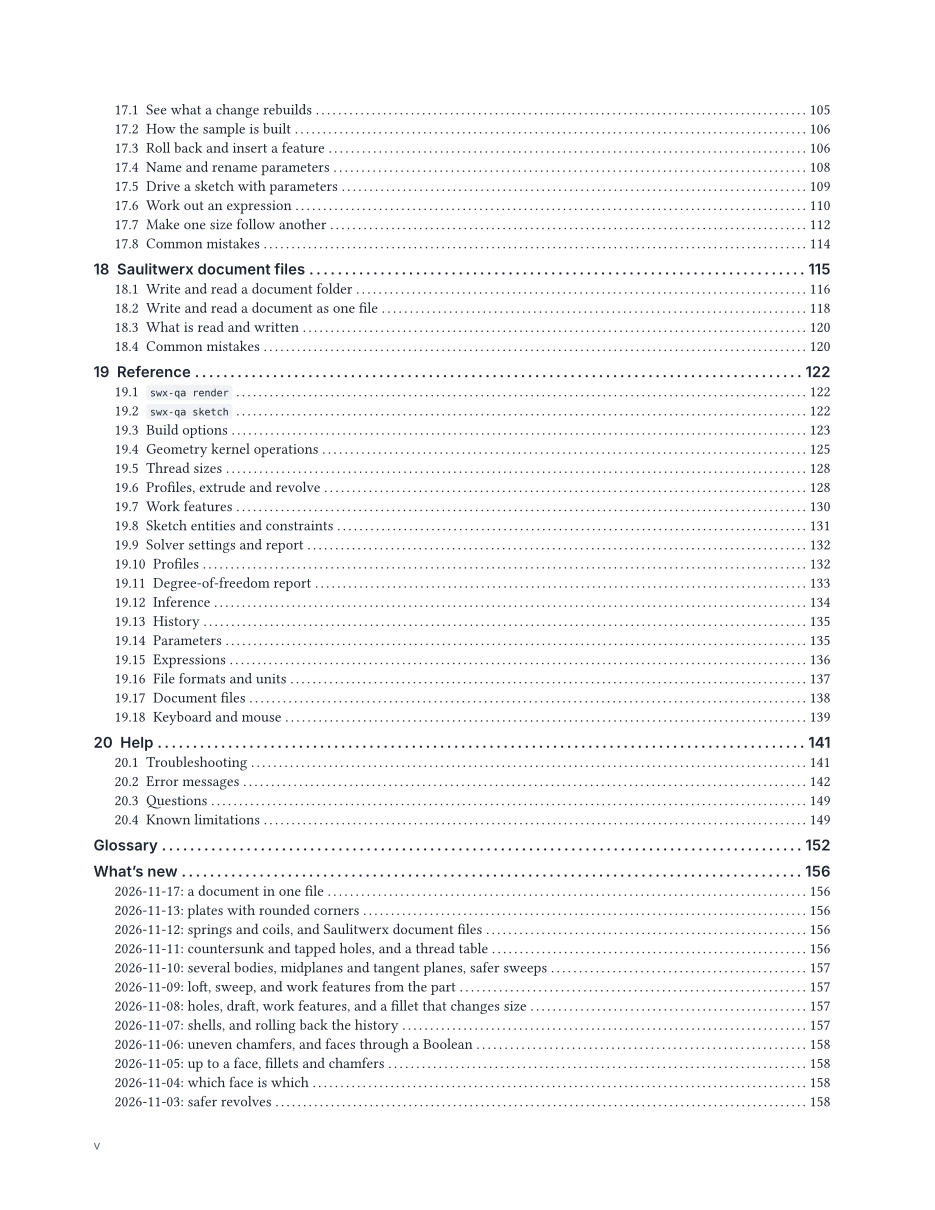 17.1 See what a change rebuilds ........ 105
17.2 How the sample is built ........ 106
17.3 Roll back and insert a feature ........ 106
17.4 Name and rename parameters ........ 108
17.5 Drive a sketch with parameters ........ 109
17.6 Work out an expression ........ 110
17.7 Make one size follow another ........ 112
17.8 Common mistakes ........ 114
18 Saulitwerx document files ........ 115
18.1 Write and read a document folder ........ 116
18.2 Write and read a document as one file ........ 118
18.3 What is read and written ........ 120
18.4 Common mistakes ........ 120
19 Reference ........ 122
19.1 swx-qa render ........ 122
19.2 swx-qa sketch ........ 122
19.3 Build options ........ 123
19.4 Geometry kernel operations ........ 125
19.5 Thread sizes ........ 128
19.6 Profiles, extrude and revolve ........ 128
19.7 Work features ........ 130
19.8 Sketch entities and constraints ........ 131
19.9 Solver settings and report ........ 132
19.10 Profiles ........ 132
19.11 Degree-of-freedom report ........ 133
19.12 Inference ........ 134
19.13 History ........ 135
19.14 Parameters ........ 135
19.15 Expressions ........ 136
19.16 File formats and units ........ 137
19.17 Document files ........ 138
19.18 Keyboard and mouse ........ 139
20 Help ........ 141
20.1 Troubleshooting ........ 141
20.2 Error messages ........ 142
20.3 Questions ........ 149
20.4 Known limitations ........ 149
Glossary ........ 152
What's new ........ 156
2026-11-17: a document in one file ........ 156
2026-11-13: plates with rounded corners ........ 156
2026-11-12: springs and coils, and Saulitwerx document files ........ 156
2026-11-11: countersunk and tapped holes, and a thread table ........ 156
2026-11-10: several bodies, midplanes and tangent planes, safer sweeps ........ 157
2026-11-09: loft, sweep, and work features from the part ........ 157
2026-11-08: holes, draft, work features, and a fillet that changes size ........ 157
2026-11-07: shells, and rolling back the history ........ 157
2026-11-06: uneven chamfers, and faces through a Boolean ........ 158
2026-11-05: up to a face, fillets and chamfers ........ 158
2026-11-04: which face is which ........ 158
2026-11-03: safer revolves ........ 158
v